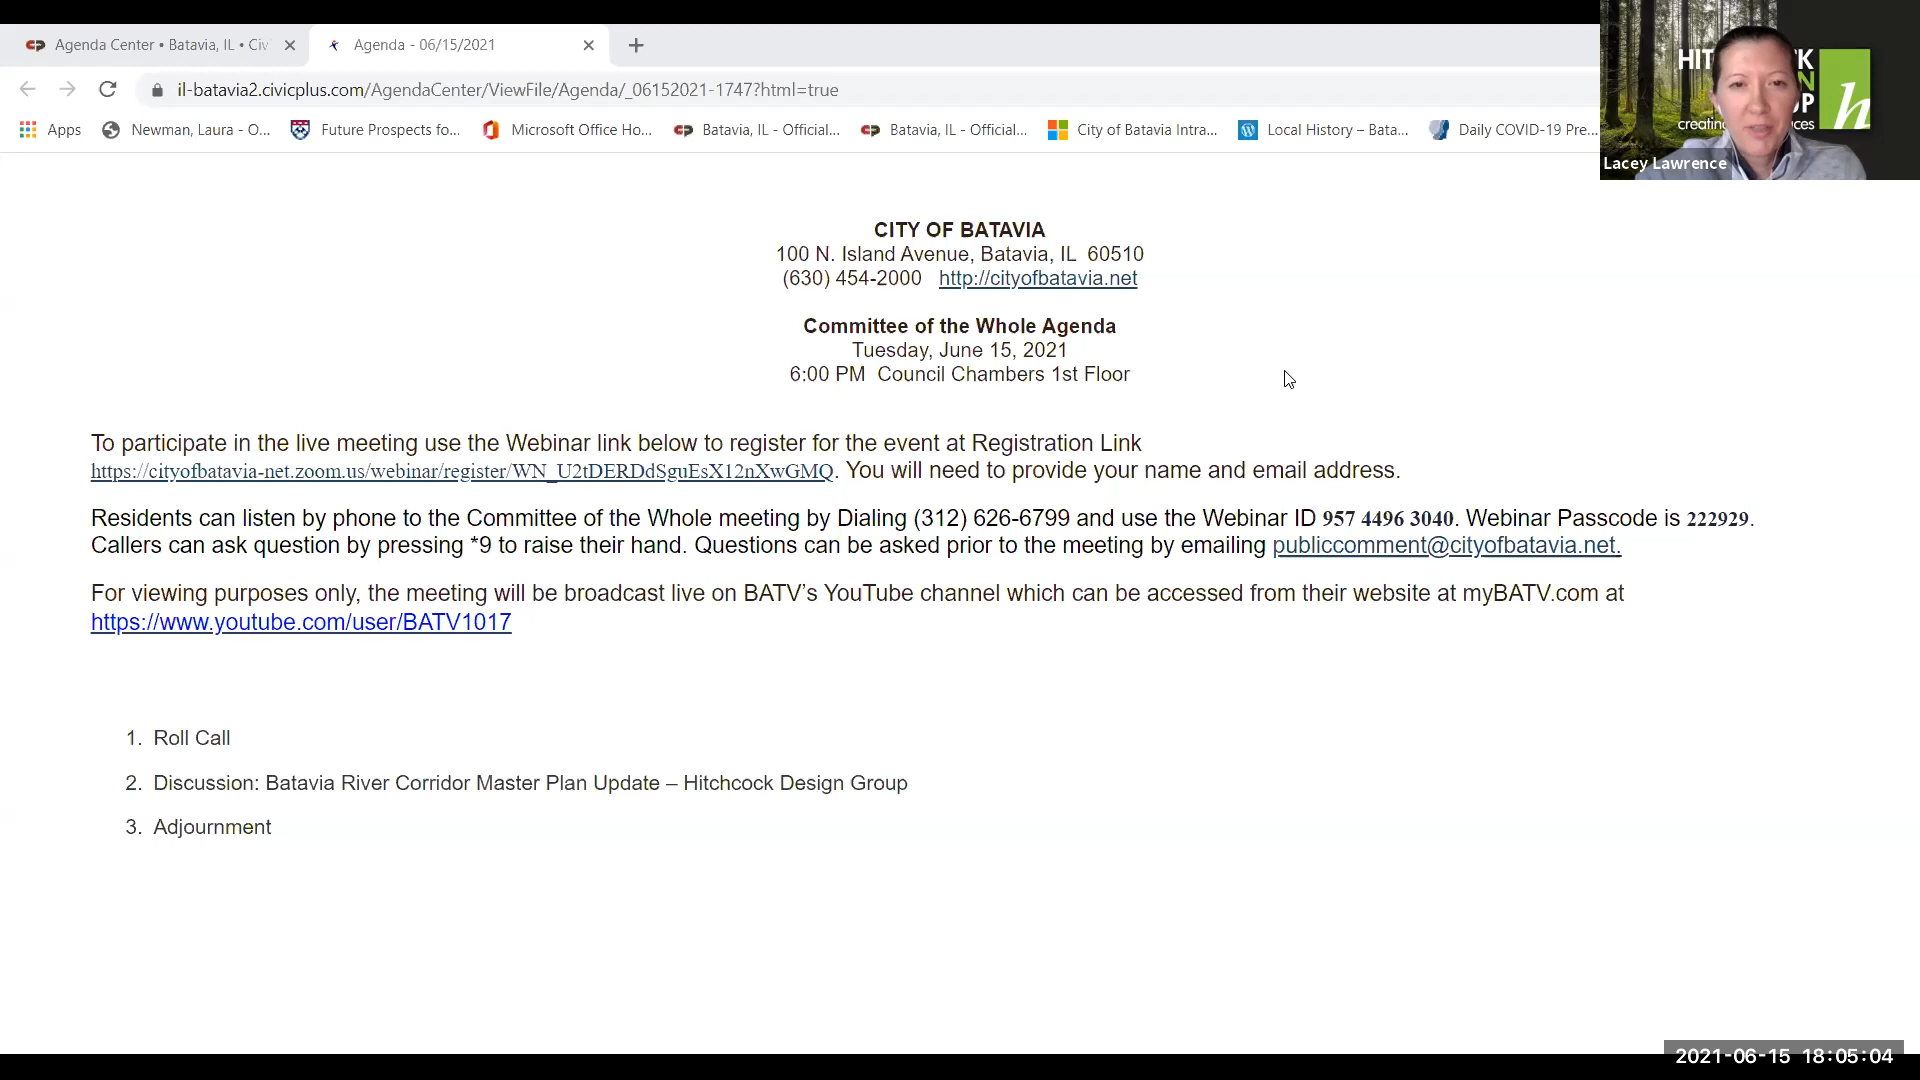 Agenda Center • Batavia, IL • Civ
Agenda - 06/15/2021
il-batavia2.civicplus.com/AgendaCenter/ViewFile/Agenda/_06152021-1747?html=true
Apps
Newman, Laura - O...
Future Prospects fo...
Microsoft Office Ho...
Batavia, IL - Official...
Batavia, IL - Official...
City of Batavia Intra...
Local History – Bata...
Daily COVID-19 Pre...
h
Lacey Lawrence
CITY OF BATAVIA
100 N. Island Avenue, Batavia, IL 60510
(630) 454-2000 http://cityofbatavia.net
Committee of the Whole Agenda
Tuesday, June 15, 2021
6:00 PM Council Chambers 1st Floor
To participate in the live meeting use the Webinar link below to register for the event at Registration Link
https://cityofbatavia-net.zoom.us/webinar/register/WN_U2tDERDdSguEsX12nXwGMQ. You will need to provide your name and email address.
Residents can listen by phone to the Committee of the Whole meeting by Dialing (312) 626-6799 and use the Webinar ID 957 4496 3040. Webinar Passcode is 222929.
Callers can ask question by pressing *9 to raise their hand. Questions can be asked prior to the meeting by emailing publiccomment@cityofbatavia.net.
For viewing purposes only, the meeting will be broadcast live on BATV’s YouTube channel which can be accessed from their website at myBATV.com at
https://www.youtube.com/user/BATV1017
1. Roll Call
2. Discussion: Batavia River Corridor Master Plan Update – Hitchcock Design Group
3. Adjournment
2021-06-15 18:05:04